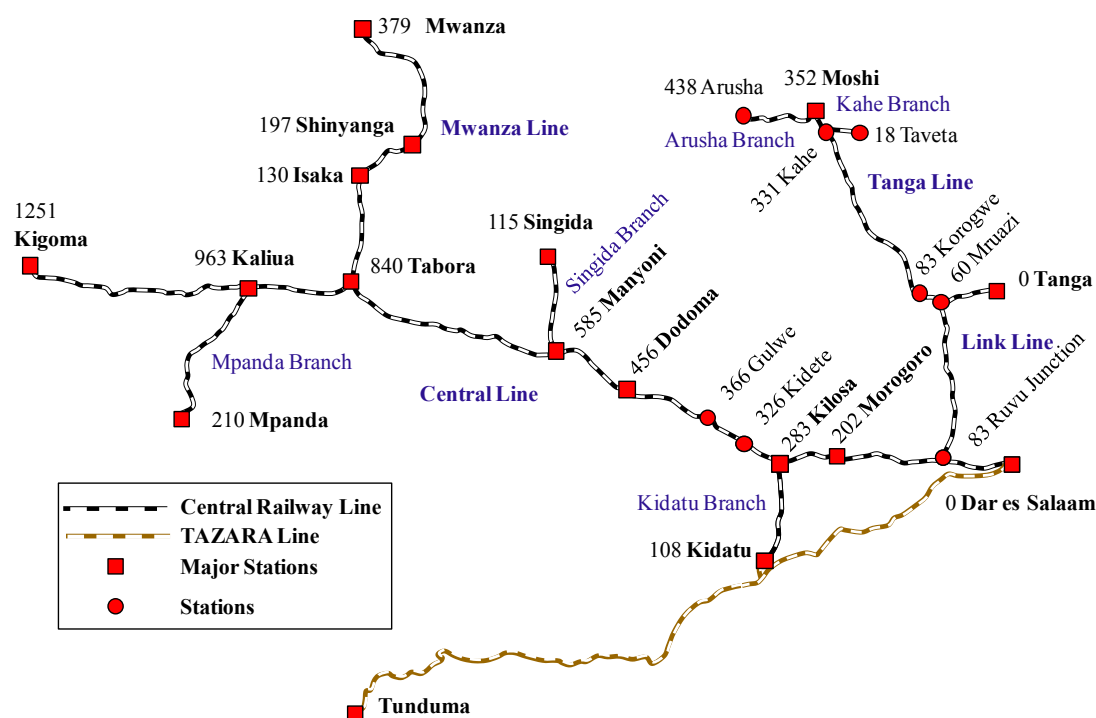 379 Mwanza
352 Moshi
438 Arusha
Kahe Branch
197 Shinyanga
Mwanza Line
Arusha Branch
18 Taveta
331 Kahe
Tanga Line
130 Isaka
1251
Kigoma
115 Singida
Singida Branch
83 Korogwe
60 Mruazi
963 Kaliua
840 Tabora
0 Tanga
585 Manyoni
456 Dodoma
Link Line
Mpanda Branch
Central Line
366 Gulwe
326 Kidete
283 Kilosa
202 Morogoro
83 Ruvu Junction
210 Mpanda
Kidatu Branch
0 Dar es Salaam
Central Railway Line
TAZARA Line
108 Kidatu
Major Stations
Stations
Tunduma